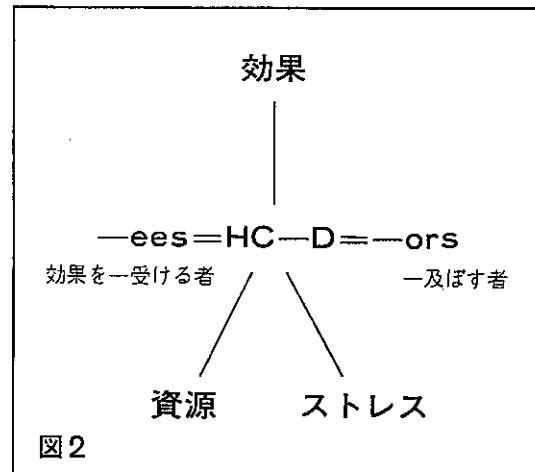 効果
—ees=HC—D=—ors
効果を—受ける者 —及ぼす者
資源 ストレス
図2